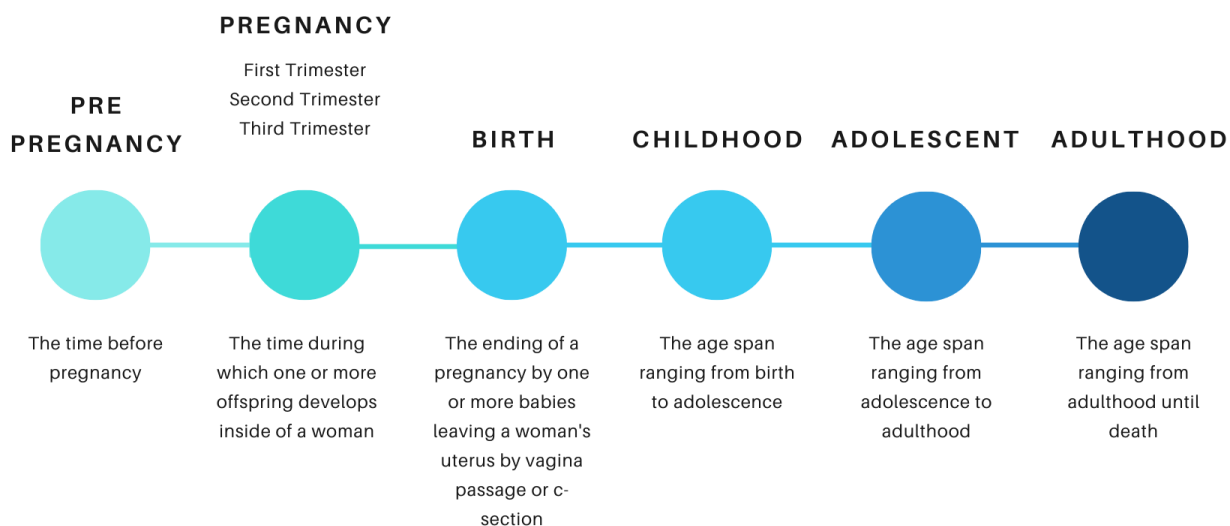 PRE
PREGNANCY
The time before
pregnancy
PREGNANCY
First Trimester
Second Trimester
Third Trimester
The time during
which one or more
offspring develops
inside of a woman
BIRTH
The ending of a
pregnancy by one
or more babies
leaving a woman's
uterus by vagina
passage or c-
section
CHILDHOOD
The age span
ranging from birth
to adolescence
ADOLESCENT
The age span
ranging from
adolescence to
adulthood
ADULTHOOD
The age span
ranging from
adulthood until
death